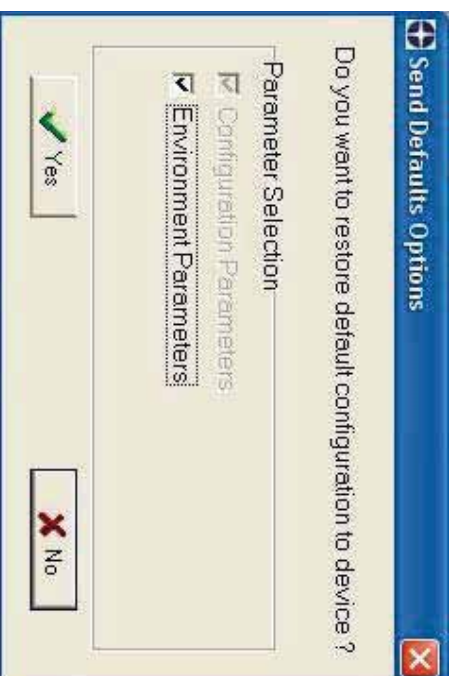 Send Defaults Options
Do you want to restore default configuration to device ?
Parameter Selection
Configuration Parameters
Environment Parameters
Yes
No